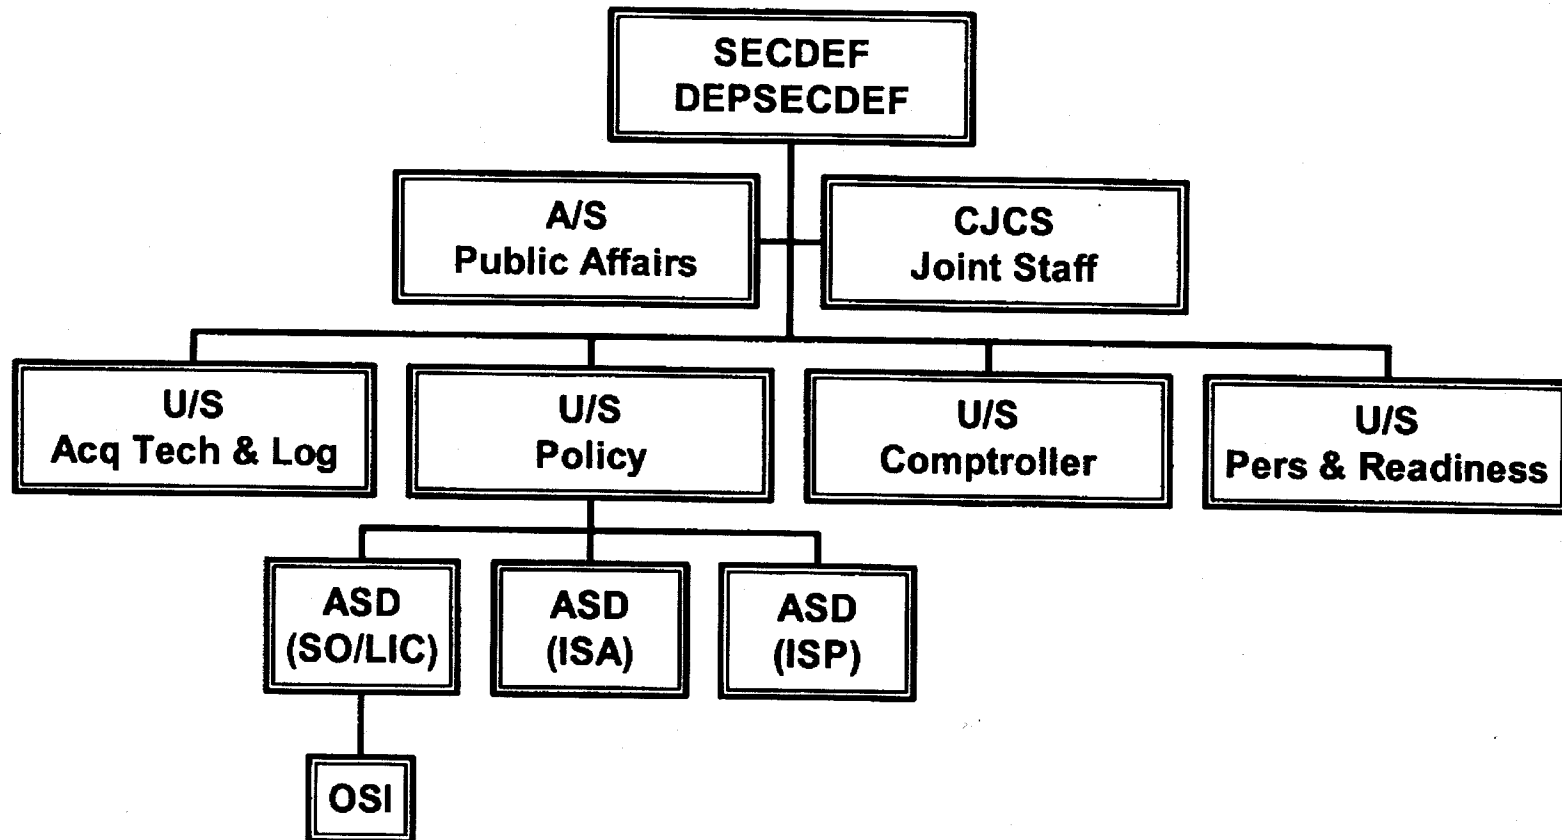 SECDEF
DEPSECDEF
A/S
Public Affairs
CJCS
Joint Staff
U/S
Acq Tech & Log
U/S
Policy
U/S
Comptroller
U/S
Pers & Readiness
ASD
(SO/LIC)
ASD
(ISA)
ASD
(ISP)
OSI